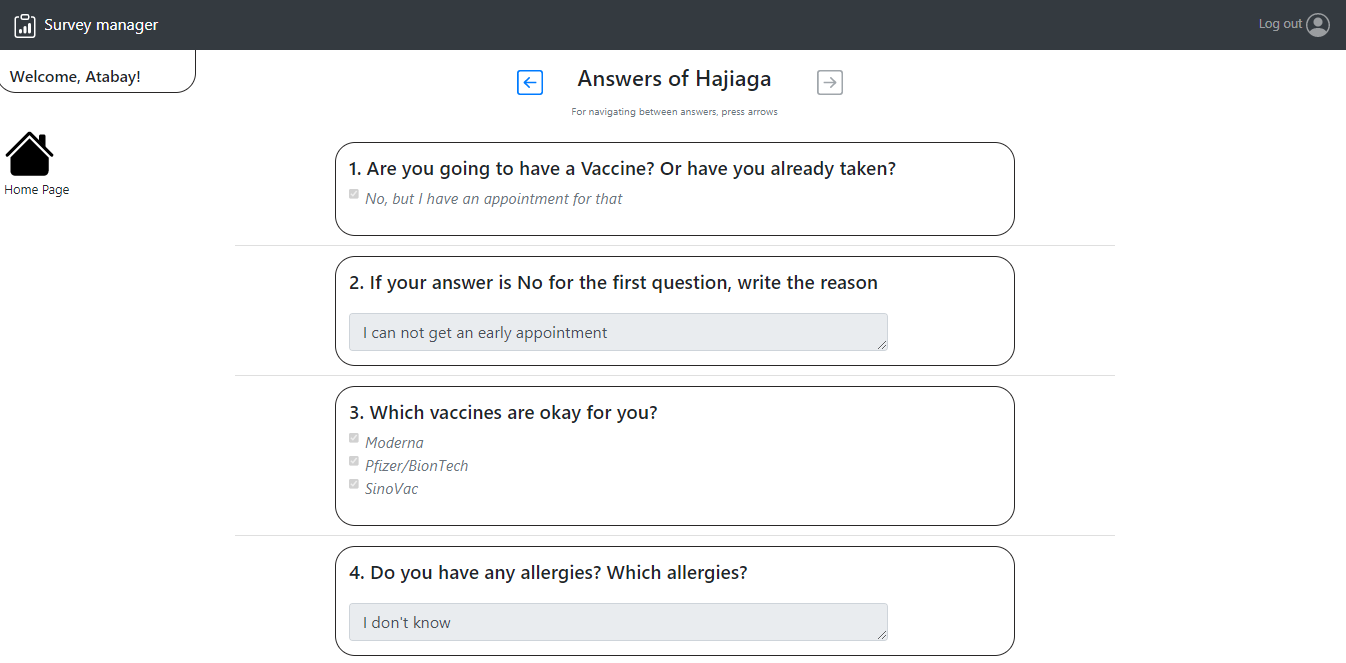 Survey manager
Log out
Welcome, Atabay!
Answers of Hajiaga
For navigating between answers, press arrows
Home Page
1. Are you going to have a Vaccine? Or have you already taken?
No, but I have an appointment for that
2. If your answer is No for the first question, write the reason
I can not get an early appointment
3. Which vaccines are okay for you?
Moderna
Pfizer/BionTech
SinoVac
4. Do you have any allergies? Which allergies?
I don't know